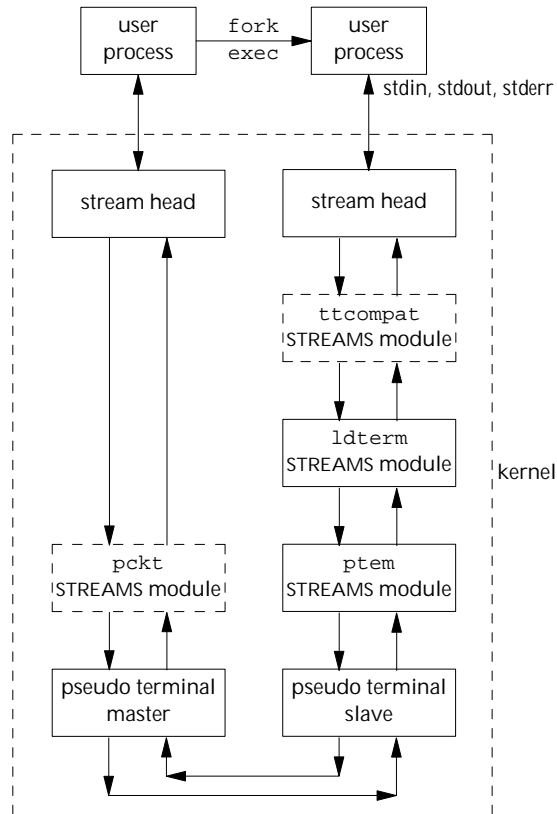 user
process
fork
exec
user
process
stdin, stdout, stderr
stream head
stream head
ttcompat
STREAMS module
ldterm
STREAMS module
kernel
pckt
STREAMS module
ptem
STREAMS module
pseudo terminal
master
pseudo terminal
slave